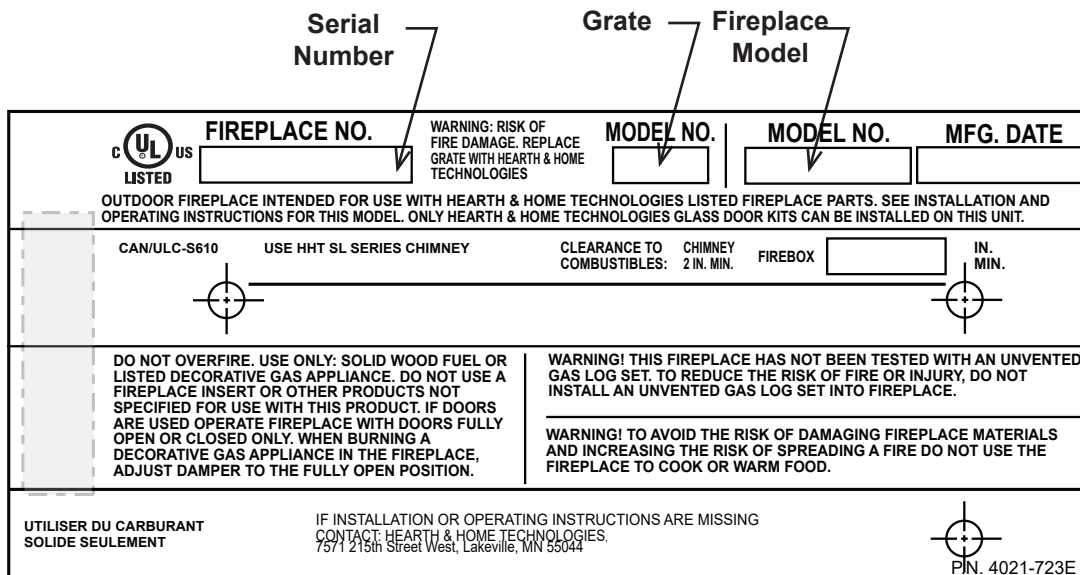 Serial
Number
Grate
Fireplace
Model
C UL US
LISTED
FIREPLACE NO.
WARNING: RISK OF
FIRE DAMAGE. REPLACE
GRATE WITH HEARTH & HOME
TECHNOLOGIES
MODEL NO.
MODEL NO.
MFG. DATE
OUTDOOR FIREPLACE INTENDED FOR USE WITH HEARTH & HOME TECHNOLOGIES LISTED FIREPLACE PARTS. SEE INSTALLATION AND
OPERATING INSTRUCTIONS FOR THIS MODEL. ONLY HEARTH & HOME TECHNOLOGIES GLASS DOOR KITS CAN BE INSTALLED ON THIS UNIT.
CAN/ULC-S610
USE HHT SL SERIES CHIMNEY
CLEARANCE TO
COMBUSTIBLES:
CHIMNEY
2 IN. MIN.
FIREBOX
IN.
MIN.
DO NOT OVERFIRE. USE ONLY: SOLID WOOD FUEL OR
LISTED DECORATIVE GAS APPLIANCE. DO NOT USE A
FIREPLACE INSERT OR OTHER PRODUCTS NOT
SPECIFIED FOR USE WITH THIS PRODUCT. IF DOORS
ARE USED OPERATE FIREPLACE WITH DOORS FULLY
OPEN OR CLOSED ONLY. WHEN BURNING A
DECORATIVE GAS APPLIANCE IN THE FIREPLACE,
ADJUST DAMPER TO THE FULLY OPEN POSITION.
WARNING! THIS FIREPLACE HAS NOT BEEN TESTED WITH AN UNVENTED
GAS LOG SET. TO REDUCE THE RISK OF FIRE OR INJURY, DO NOT
INSTALL AN UNVENTED GAS LOG SET INTO FIREPLACE.
WARNING! TO AVOID THE RISK OF DAMAGING FIREPLACE MATERIALS
AND INCREASING THE RISK OF SPREADING A FIRE DO NOT USE THE
FIREPLACE TO COOK OR WARM FOOD.
UTILISER DU CARBURANT
SOLIDE SEULEMENT
IF INSTALLATION OR OPERATING INSTRUCTIONS ARE MISSING
CONTACT: HEARTH & HOME TECHNOLOGIES,
7571 215th Street West, Lakeville, MN 55044
P.N. 4021-723E